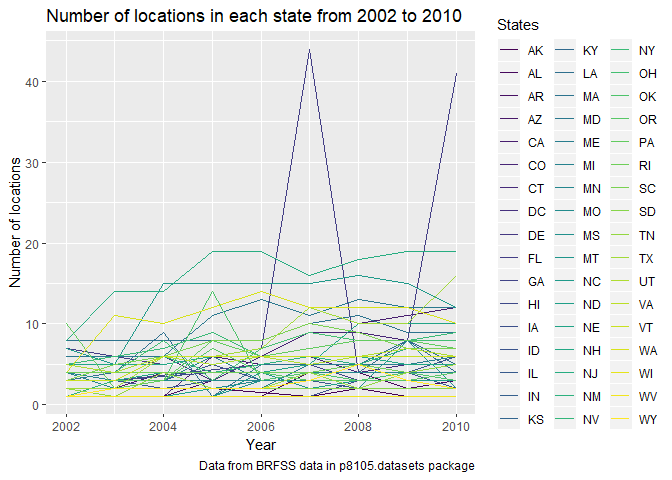 Number of locations in each state from 2002 to 2010
Number of locations
40
30
20
10
0
2002
2004
2006
2008
2010
Year
Data from BRFSS data in p8105.datasets package
States
AK
AL
AR
AZ
CA
CO
CT
DC
DE
FL
GA
HI
IA
ID
IL
IN
KS
KY
LA
MA
MD
ME
MI
MN
MO
MS
MT
NC
ND
NE
NH
NJ
NM
NV
NY
OH
OK
OR
PA
RI
SC
SD
TN
TX
UT
VA
VT
WA
WI
WV
WY